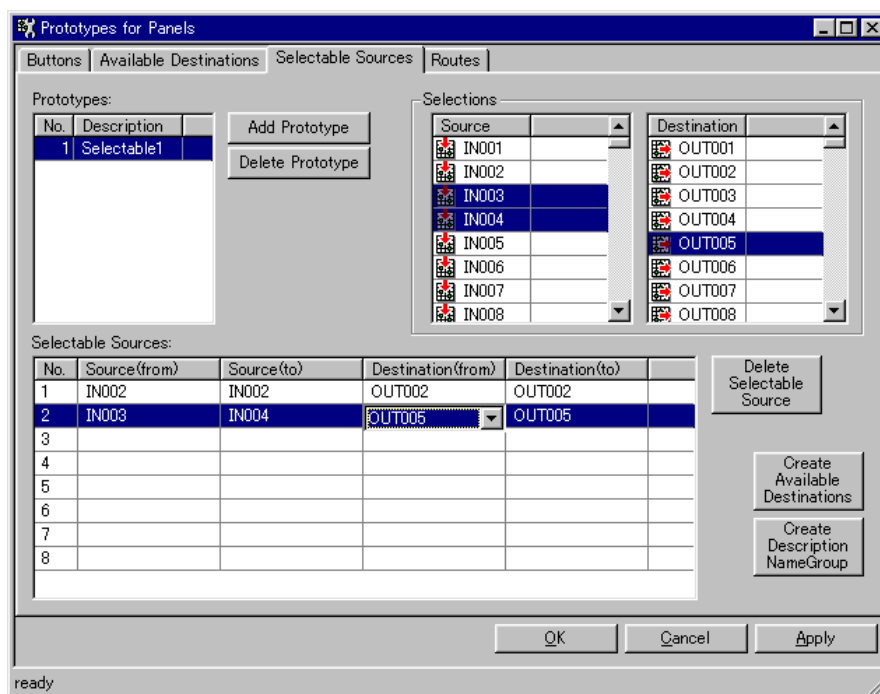 Prototypes for Panels
Buttons Available Destinations Selectable Sources Routes
Prototypes:
No. Description
1 Selectable1
Add Prototype
Delete Prototype
Selections
Source
IN001
IN002
IN003
IN004
IN005
IN006
IN007
IN008
Destination
OUT001
OUT002
OUT003
OUT004
OUT005
OUT006
OUT007
OUT008
Selectable Sources:
No. Source(from) Source(to) Destination(from) Destination(to)
1 IN002 IN002 OUT002 OUT002
2 IN003 IN004 OUT005 OUT005
3
4
5
6
7
8
Delete
Selectable
Source
Create
Available
Destinations
Create
Description
NameGroup
OK Cancel Apply
ready